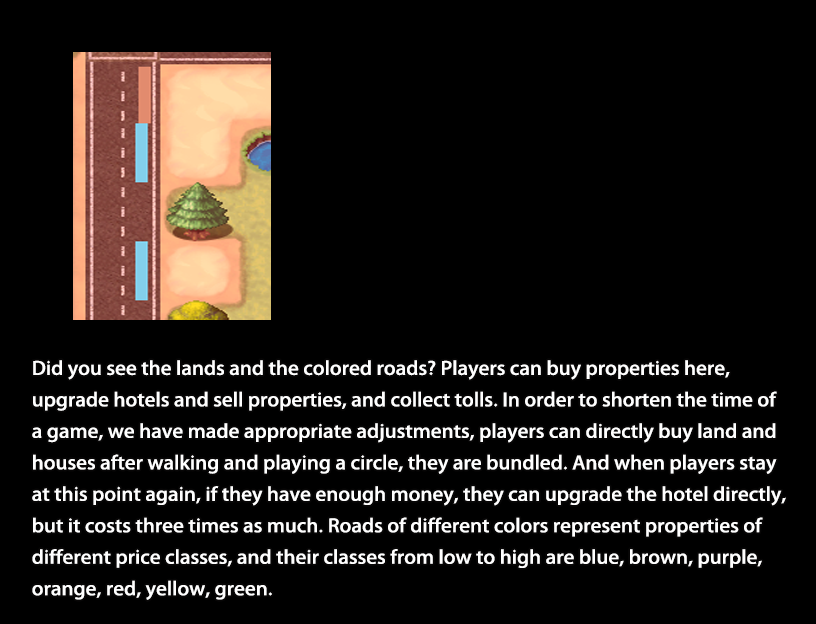 Did you see the lands and the colored roads? Players can buy properties here,
upgrade hotels and sell properties, and collect tolls. In order to shorten the time of
a game, we have made appropriate adjustments, players can directly buy land and
houses after walking and playing a circle, they are bundled. And when players stay
at this point again, if they have enough money, they can upgrade the hotel directly,
but it costs three times as much. Roads of different colors represent properties of
different price classes, and their classes from low to high are blue, brown, purple,
orange, red, yellow, green.